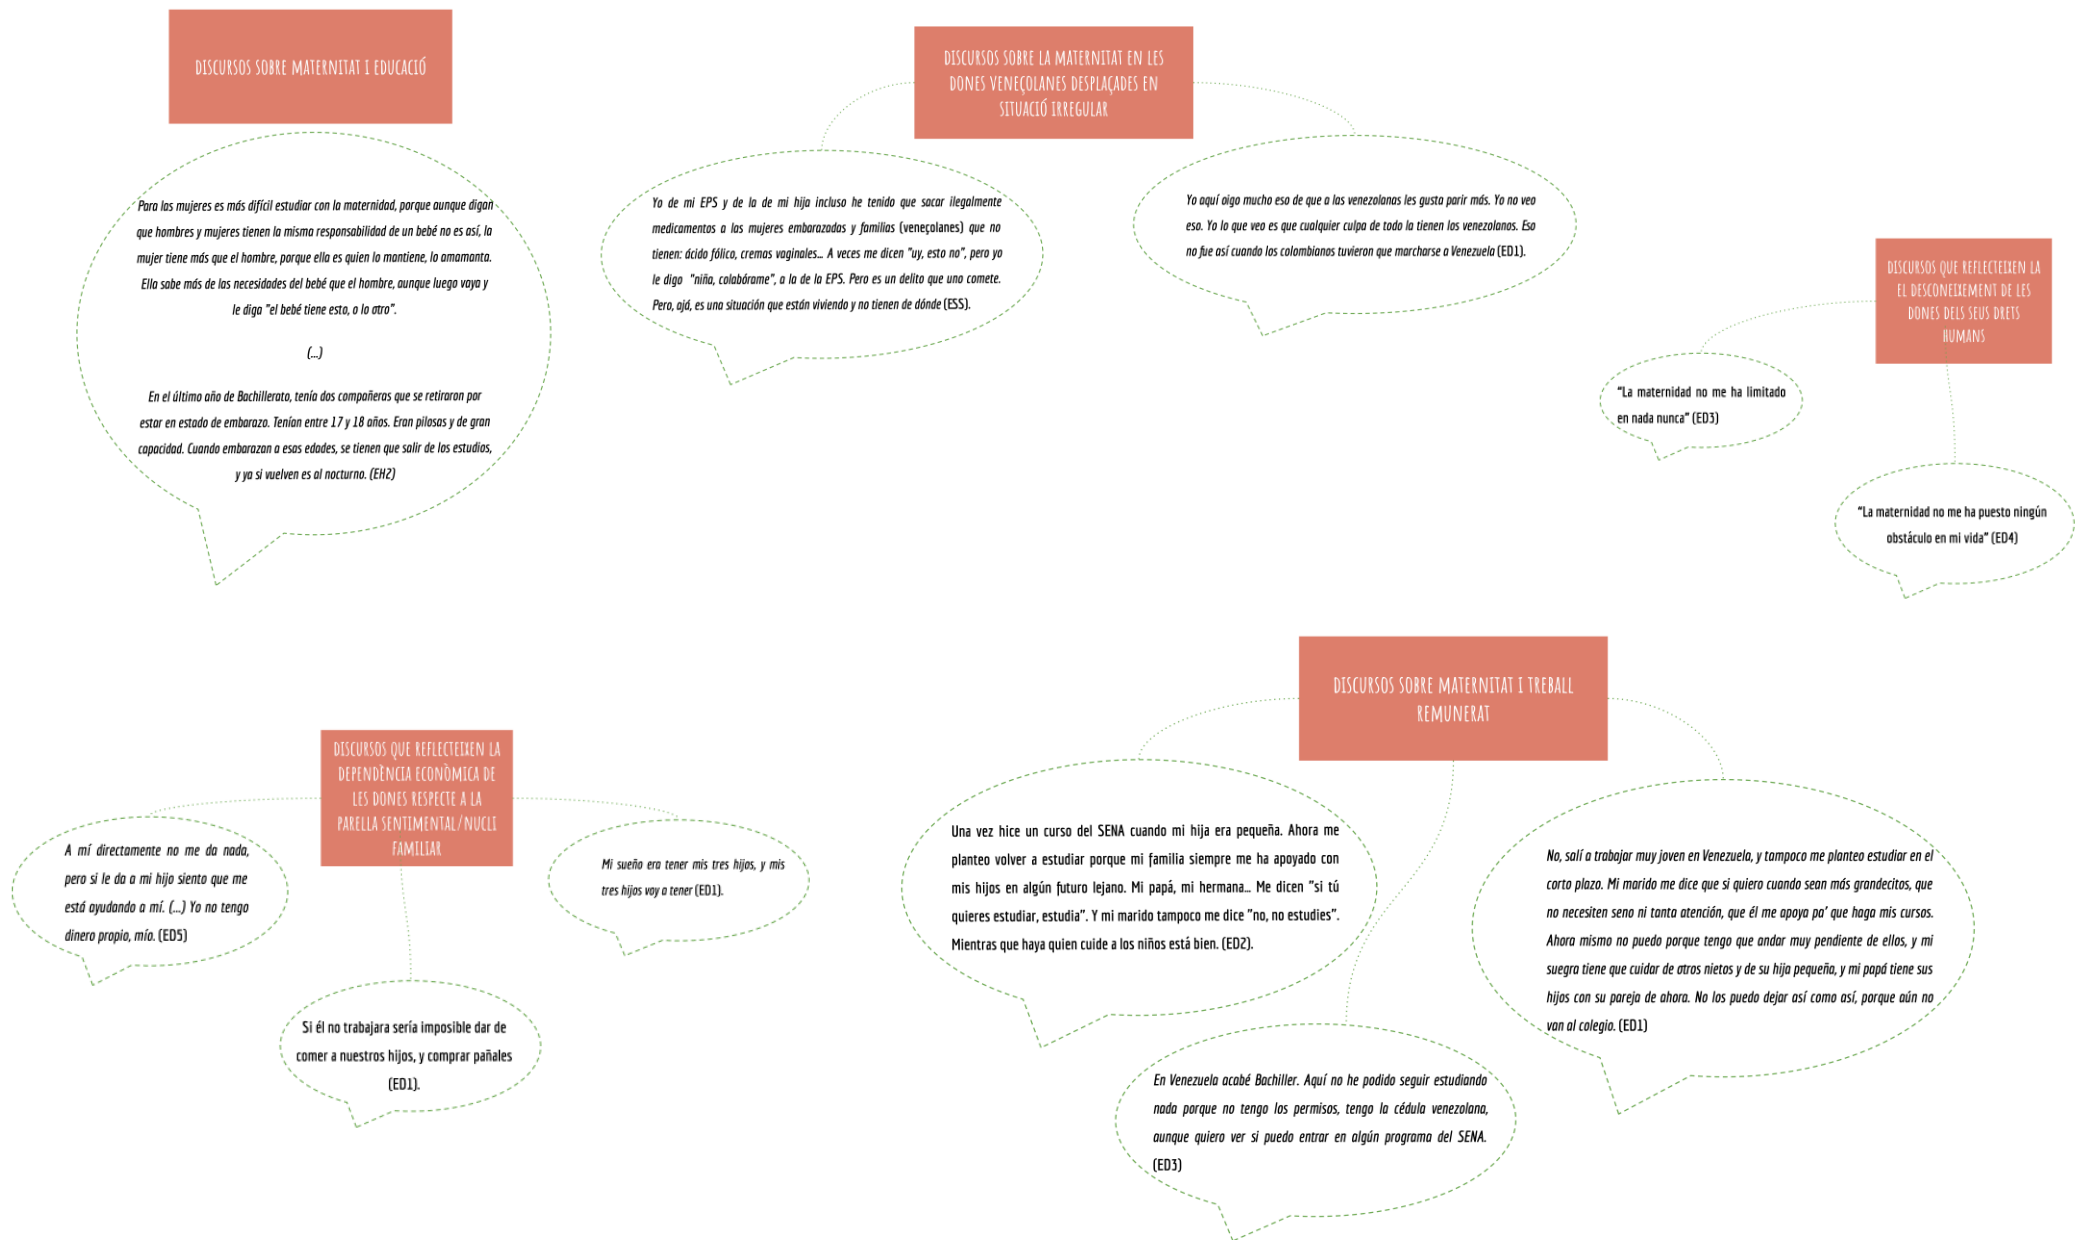 DISCURSOS SOBRE MATERNITAT I EDUCACIÓ
Para las mujeres es más difícil estudiar con la maternidad, porque aunque digan
que hombres y mujeres tienen la misma responsabilidad de un bebé no es así, la
mujer tiene más que el hombre, porque ella es quien lo mantiene, lo amamanta.
Ella sabe más de las necesidades del bebé que el hombre, aunque luego vaya y
le diga "el bebé tiene esto, o lo otro".
(...)
En el último año de Bachillerato, tenía dos compañeras que se retiraron por
estar en estado de embarazo. Tenían entre 17 y 18 años. Eran pilosas y de gran
capacidad. Cuando embarazan a esas edades, se tienen que salir de los estudios,
y ya si vuelven es al nocturno. (EH2)
DISCURSOS SOBRE LA MATERNITAT EN LES
DONES VENEÇOLANES DESPLAÇADES EN
SITUACIÓ IRREGULAR
Yo de mi EPS y de la de mi hija incluso he tenido que sacar ilegalmente
medicamentos a las mujeres embarazadas y familias (veneçolanes) que no
tienen: ácido fólico, cremas vaginales... A veces me dicen "uy, esto no", pero yo
le digo "niña, colabórame", a la de la EPS. Pero es un delito que uno comete.
Pero, ajá, es una situación que están viviendo y no tienen de dónde (ESS).
Yo aquí oigo mucho eso de que a las venezolanas les gusta parir más. Yo no veo
eso. Yo lo que veo es que cualquier culpa de todo la tienen los venezolanos. Eso
no fue así cuando los colombianos tuvieron que marcharse a Venezuela (ED1).
DISCURSOS QUE REFLECTEIXEN LA
EL DESCONEIXEMENT DE LES
DONES DELS SEUS DRETS
HUMANS
“La maternidad no me ha limitado
en nada nunca” (ED3)
“La maternidad no me ha puesto ningún
obstáculo en mi vida” (ED4)
DISCURSOS QUE REFLECTEIXEN LA
DEPENDÈNCIA ECONÒMICA DE
LES DONES RESPECTE A LA
PARELLA SENTIMENTAL/NUCLI
FAMILIAR
A mí directamente no me da nada,
pero si le da a mi hijo siento que me
está ayudando a mí. (...) Yo no tengo
dinero propio, mío. (ED5)
Si él no trabajara sería imposible dar de
comer a nuestros hijos, y comprar pañales
(ED1).
Mi sueño era tener mis tres hijos, y mis
tres hijos voy a tener (ED1).
DISCURSOS SOBRE MATERNITAT I TREBALL
REMUNERAT
Una vez hice un curso del SENA cuando mi hija era pequeña. Ahora me
planteo volver a estudiar porque mi familia siempre me ha apoyado con
mis hijos en algún futuro lejano. Mi papá, mi hermana... Me dicen "si tú
quieres estudiar, estudia". Y mi marido tampoco me dice "no, no estudies".
Mientras que haya quien cuide a los niños está bien. (ED2).
En Venezuela acabé Bachiller. Aquí no he podido seguir estudiando
nada porque no tengo los permisos, tengo la cédula venezolana,
aunque quiero ver si puedo entrar en algún programa del SENA.
(ED3)
No, salí a trabajar muy joven en Venezuela, y tampoco me planteo estudiar en el
corto plazo. Mi marido me dice que si quiero cuando sean más grandecitos, que
no necesiten seno ni tanta atención, que él me apoya pa' que haga mis cursos.
Ahora mismo no puedo porque tengo que andar muy pendiente de ellos, y mi
suegra tiene que cuidar de otros nietos y de su hija pequeña, y mi papá tiene sus
hijos con su pareja de ahora. No los puedo dejar así como así, porque aún no
van al colegio. (ED1)